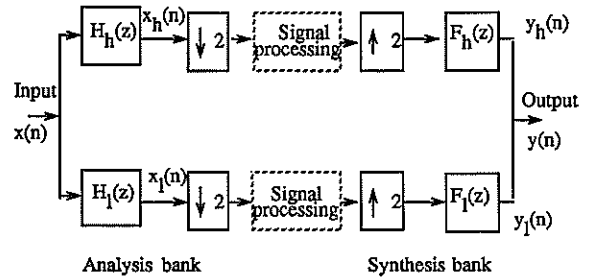 H_h(z)
x_h(n)
↓ 2
Signal
processing
↑ 2
F_h(z)
y_h(n)
Input
x(n)
Output
y(n)
H_l(z)
x_l(n)
↓ 2
Signal
processing
↑ 2
F_l(z)
y_l(n)
Analysis bank
Synthesis bank